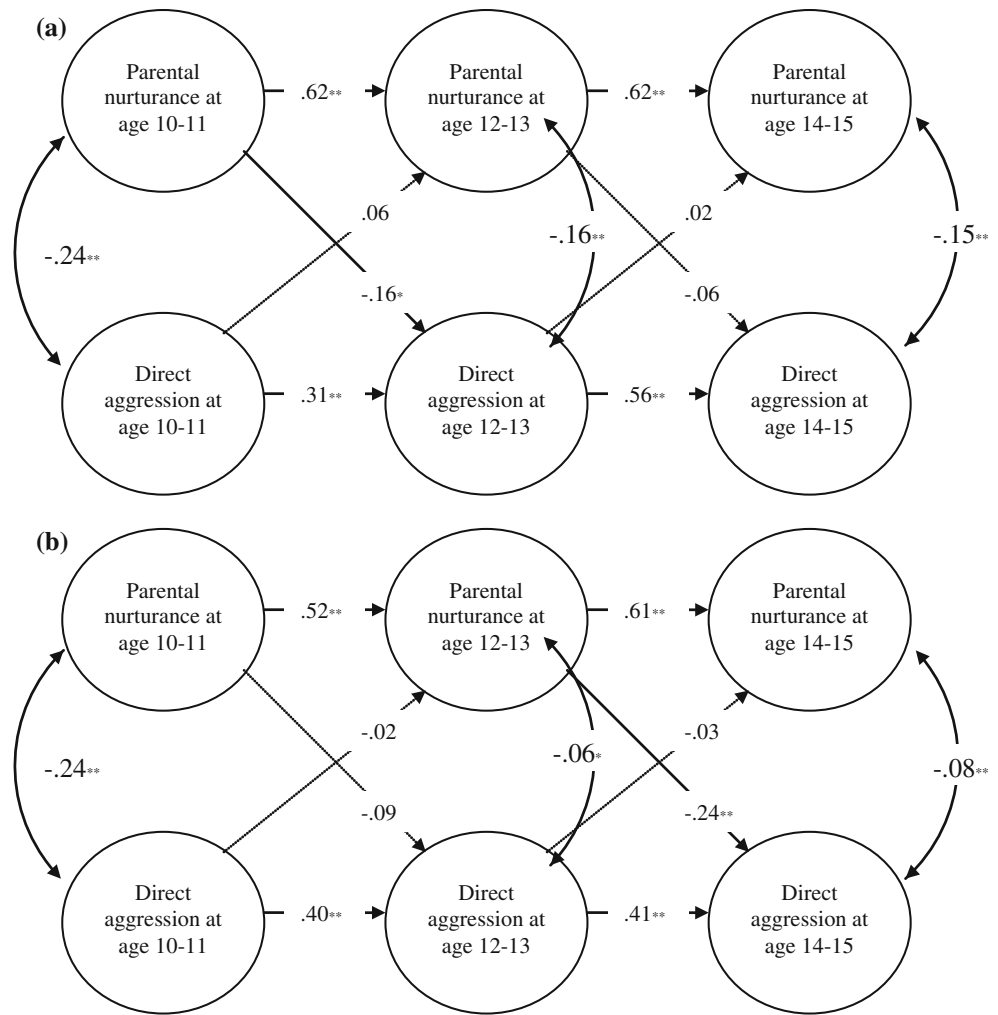 (a)
Parental
nurturance at
age 10-11
.62**
Parental
nurturance at
age 12-13
.62**
Parental
nurturance at
age 14-15
-.24**
.06
-.16*
-.16**
.02
-.06
-.15**
Direct
aggression at
age 10-11
.31**
Direct
aggression at
age 12-13
.56**
Direct
aggression at
age 14-15
(b)
Parental
nurturance at
age 10-11
.52**
Parental
nurturance at
age 12-13
.61**
Parental
nurturance at
age 14-15
-.24**
-.02
-.09
-.06*
-.03
-.24**
-.08**
Direct
aggression at
age 10-11
.40**
Direct
aggression at
age 12-13
.41**
Direct
aggression at
age 14-15